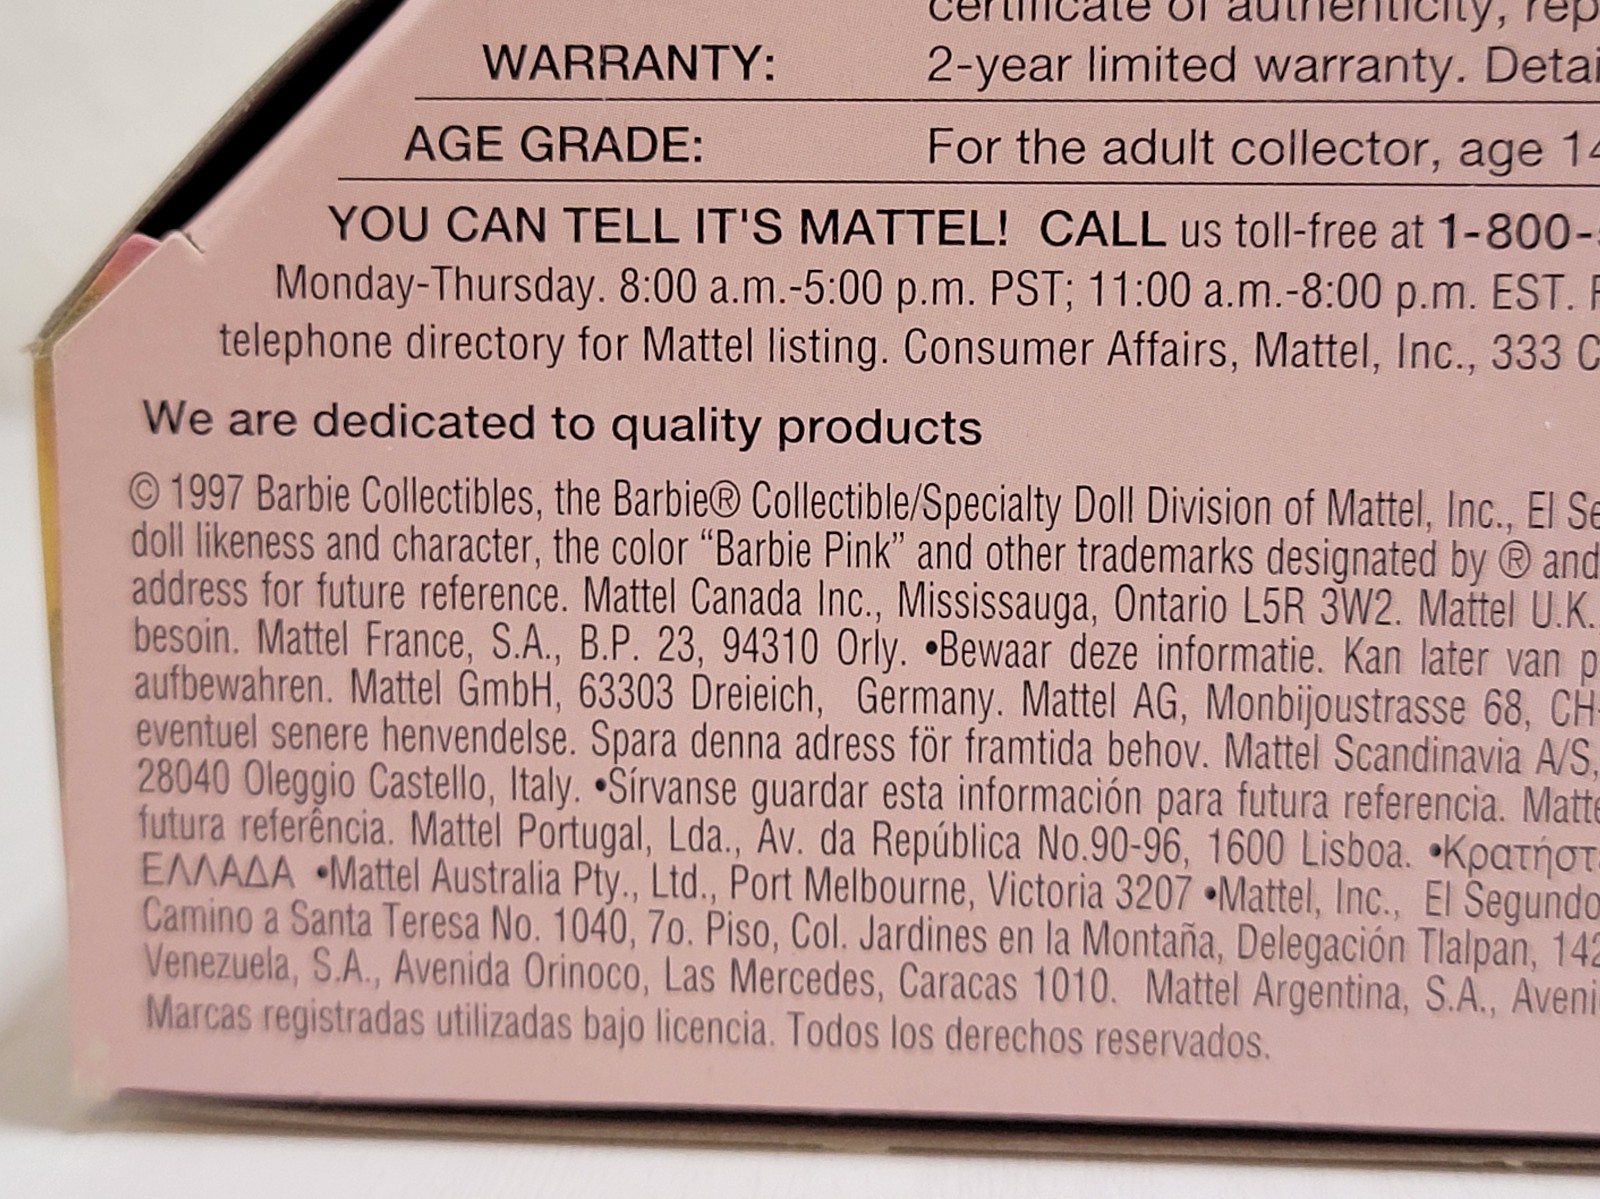 certificate of authenticity,
WARRANTY: 2-year limited warranty.
AGE GRADE: For the adult collector, age
YOU CAN TELL IT'S MATTEL! CALL us toll-free at 1-800-
Monday-Thursday. 8:00 a.m.-5:00 p.m. PST; 11:00 a.m.-8:00 p.m. EST.
telephone directory for Mattel listing. Consumer Affairs, Mattel, Inc., 333
We are dedicated to quality products
© 1997 Barbie Collectibles, the Barbie® Collectible/Specialty Doll Division of Mattel, Inc., El
doll likeness and character, the color “Barbie Pink” and other trademarks designated by ® and
address for future reference. Mattel Canada Inc., Mississauga, Ontario L5R 3W2. Mattel U.K.
besoin. Mattel France, S.A., B.P. 23, 94310 Orly. •Bewaar deze informatie. Kan later van
aufbewahren. Mattel GmbH, 63303 Dreieich, Germany. Mattel AG, Monbijoustrasse 68, CH-
eventuel senere henvendelse. Spara denna adress för framtida behov. Mattel Scandinavia A/S,
28040 Oleggio Castello, Italy. •Sírvanse guardar esta información para futura referencia.
futura referência. Mattel Portugal, Lda., Av. da República No.90-96, 1600 Lisboa.
ΕΛΛΑΔΑ •Mattel Australia Pty., Ltd., Port Melbourne, Victoria 3207 •Mattel, Inc., El Segundo
Camino a Santa Teresa No. 1040, 7o. Piso, Col. Jardines en la Montaña, Delegación Tlalpan,
Venezuela, S.A., Avenida Orinoco, Las Mercedes, Caracas 1010. Mattel Argentina, S.A.,
Marcas registradas utilizadas bajo licencia. Todos los derechos reservados.